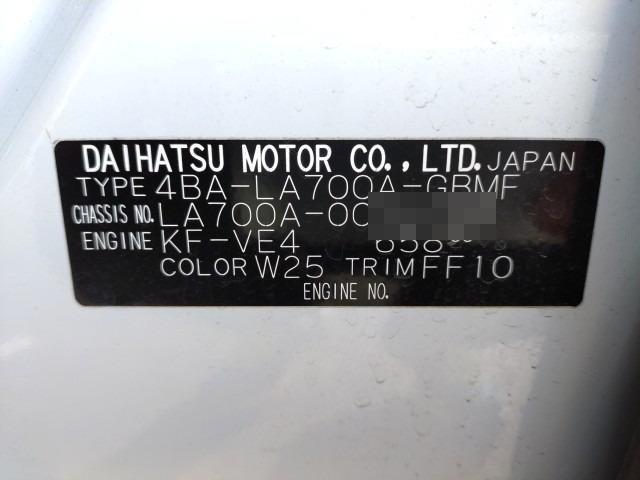 DAIHATSU MOTOR CO.,LTD. JAPAN
TYPE 4BA-LA700A-GBMF
CHASSIS NO. LA700A-00
ENGINE KF-VE4 658
COLOR W25 TRIM FF10
ENGINE NO.